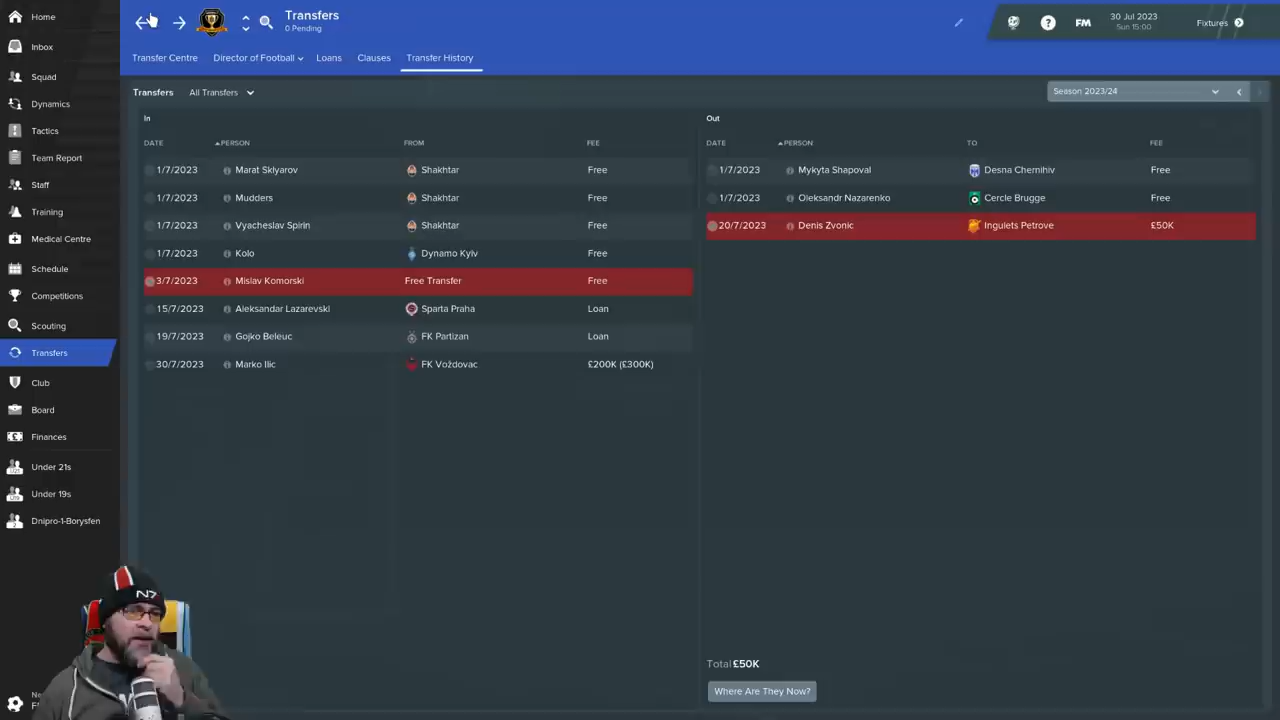 Home
Inbox
Squad
Dynamics
Tactics
Team Report
Staff
Training
Medical Centre
Schedule
Competitions
Scouting
Transfers
Club
Board
Finances
Under 21s
Under 19s
Dnipro-1-Borysfen
Transfers
0 Pending
FM
30 Jul 2023
Sun 15:00
Fixtures
Transfer Centre
Director of Football
Loans
Clauses
Transfer History
Transfers
All Transfers
Season 2023/24
In
DATE PERSON FROM FEE
1/7/2023 Marat Sklyarov Shakhtar Free
1/7/2023 Mudders Shakhtar Free
1/7/2023 Vyacheslav Spirin Shakhtar Free
1/7/2023 Kolo Dynamo Kyiv Free
3/7/2023 Mislav Komorski Free Transfer Free
15/7/2023 Aleksandar Lazarevski Sparta Praha Loan
19/7/2023 Gojko Beleuc FK Partizan Loan
30/7/2023 Marko Ilic FK Voždovac £200K (£300K)
Out
DATE PERSON TO FEE
1/7/2023 Mykyta Shapoval Desna Chernihiv Free
1/7/2023 Oleksandr Nazarenko Cercle Brugge Free
20/7/2023 Denis Zvonic Ingulets Petrove £50K
Total £50K
Where Are They Now?
N7